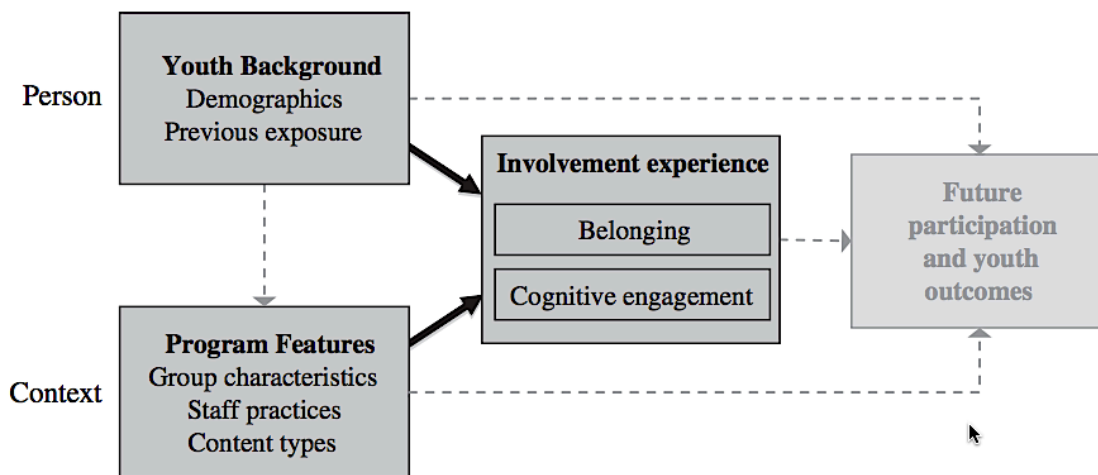 Person
Youth Background
Demographics
Previous exposure
Involvement experience
Belonging
Cognitive engagement
Future
participation
and youth
outcomes
Context
Program Features
Group characteristics
Staff practices
Content types